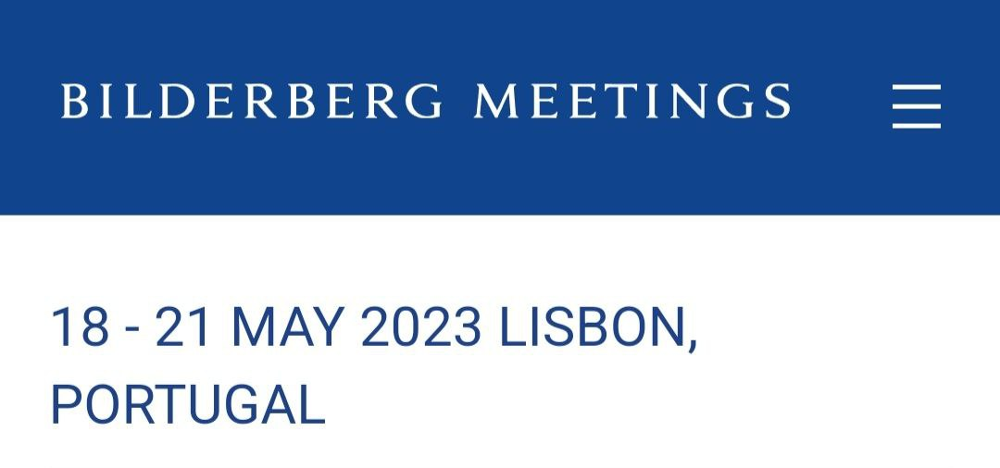 BILDERBERG MEETINGS
18 - 21 MAY 2023 LISBON,
PORTUGAL